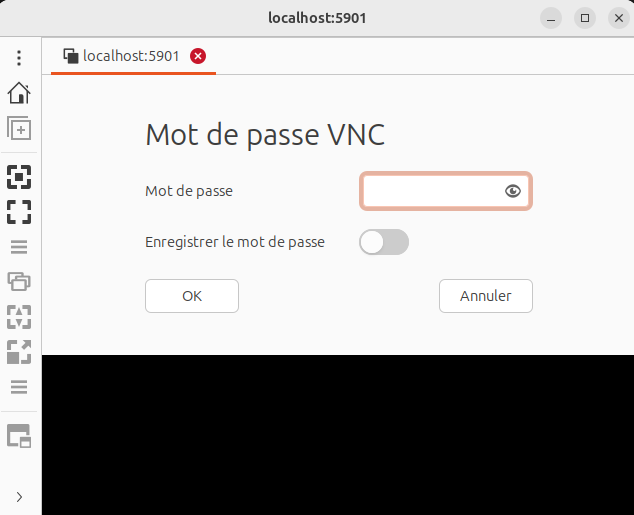 localhost:5901
localhost:5901
Mot de passe VNC
Mot de passe
Enregistrer le mot de passe
OK Annuler